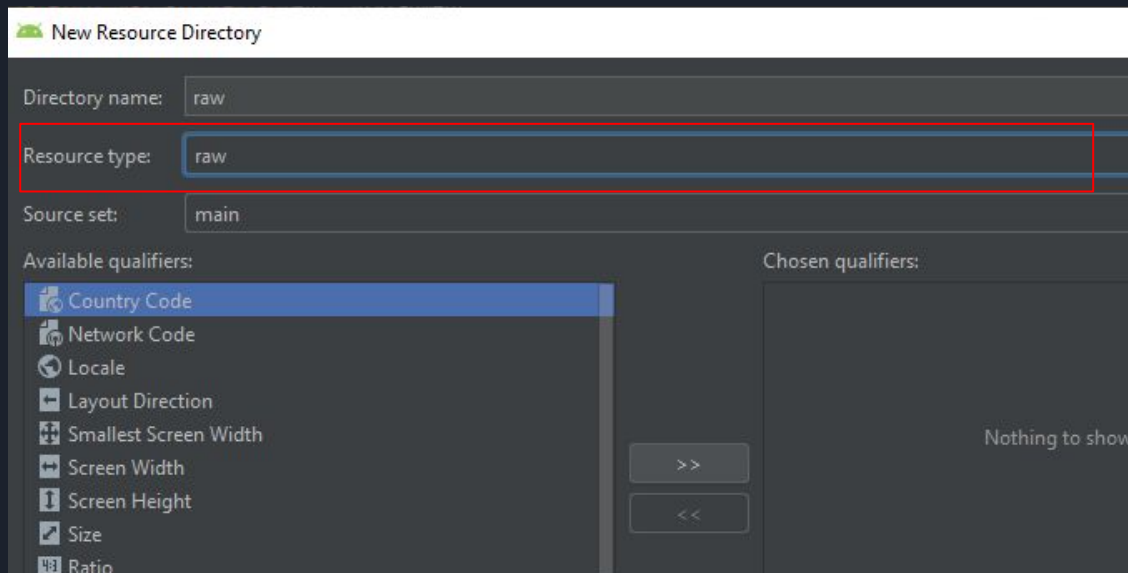 New Resource Directory
Directory name: raw
Resource type: raw
Source set: main
Available qualifiers:
Country Code
Network Code
Locale
Layout Direction
Smallest Screen Width
Screen Width
Screen Height
Size
Ratio
>>
<<
Chosen qualifiers:
Nothing to show